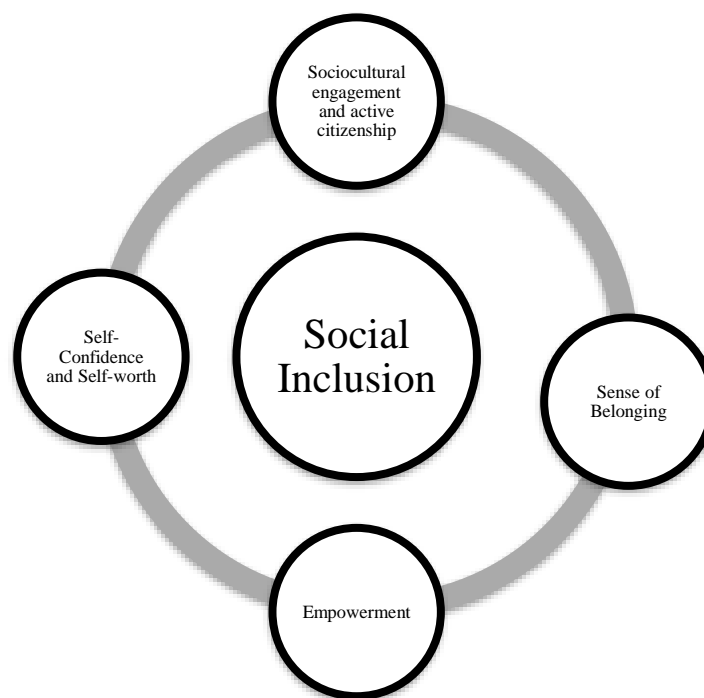 Sociocultural
engagement
and active
citizenship
Self-
Confidence
and Self-worth
Social
Inclusion
Sense of
Belonging
Empowerment